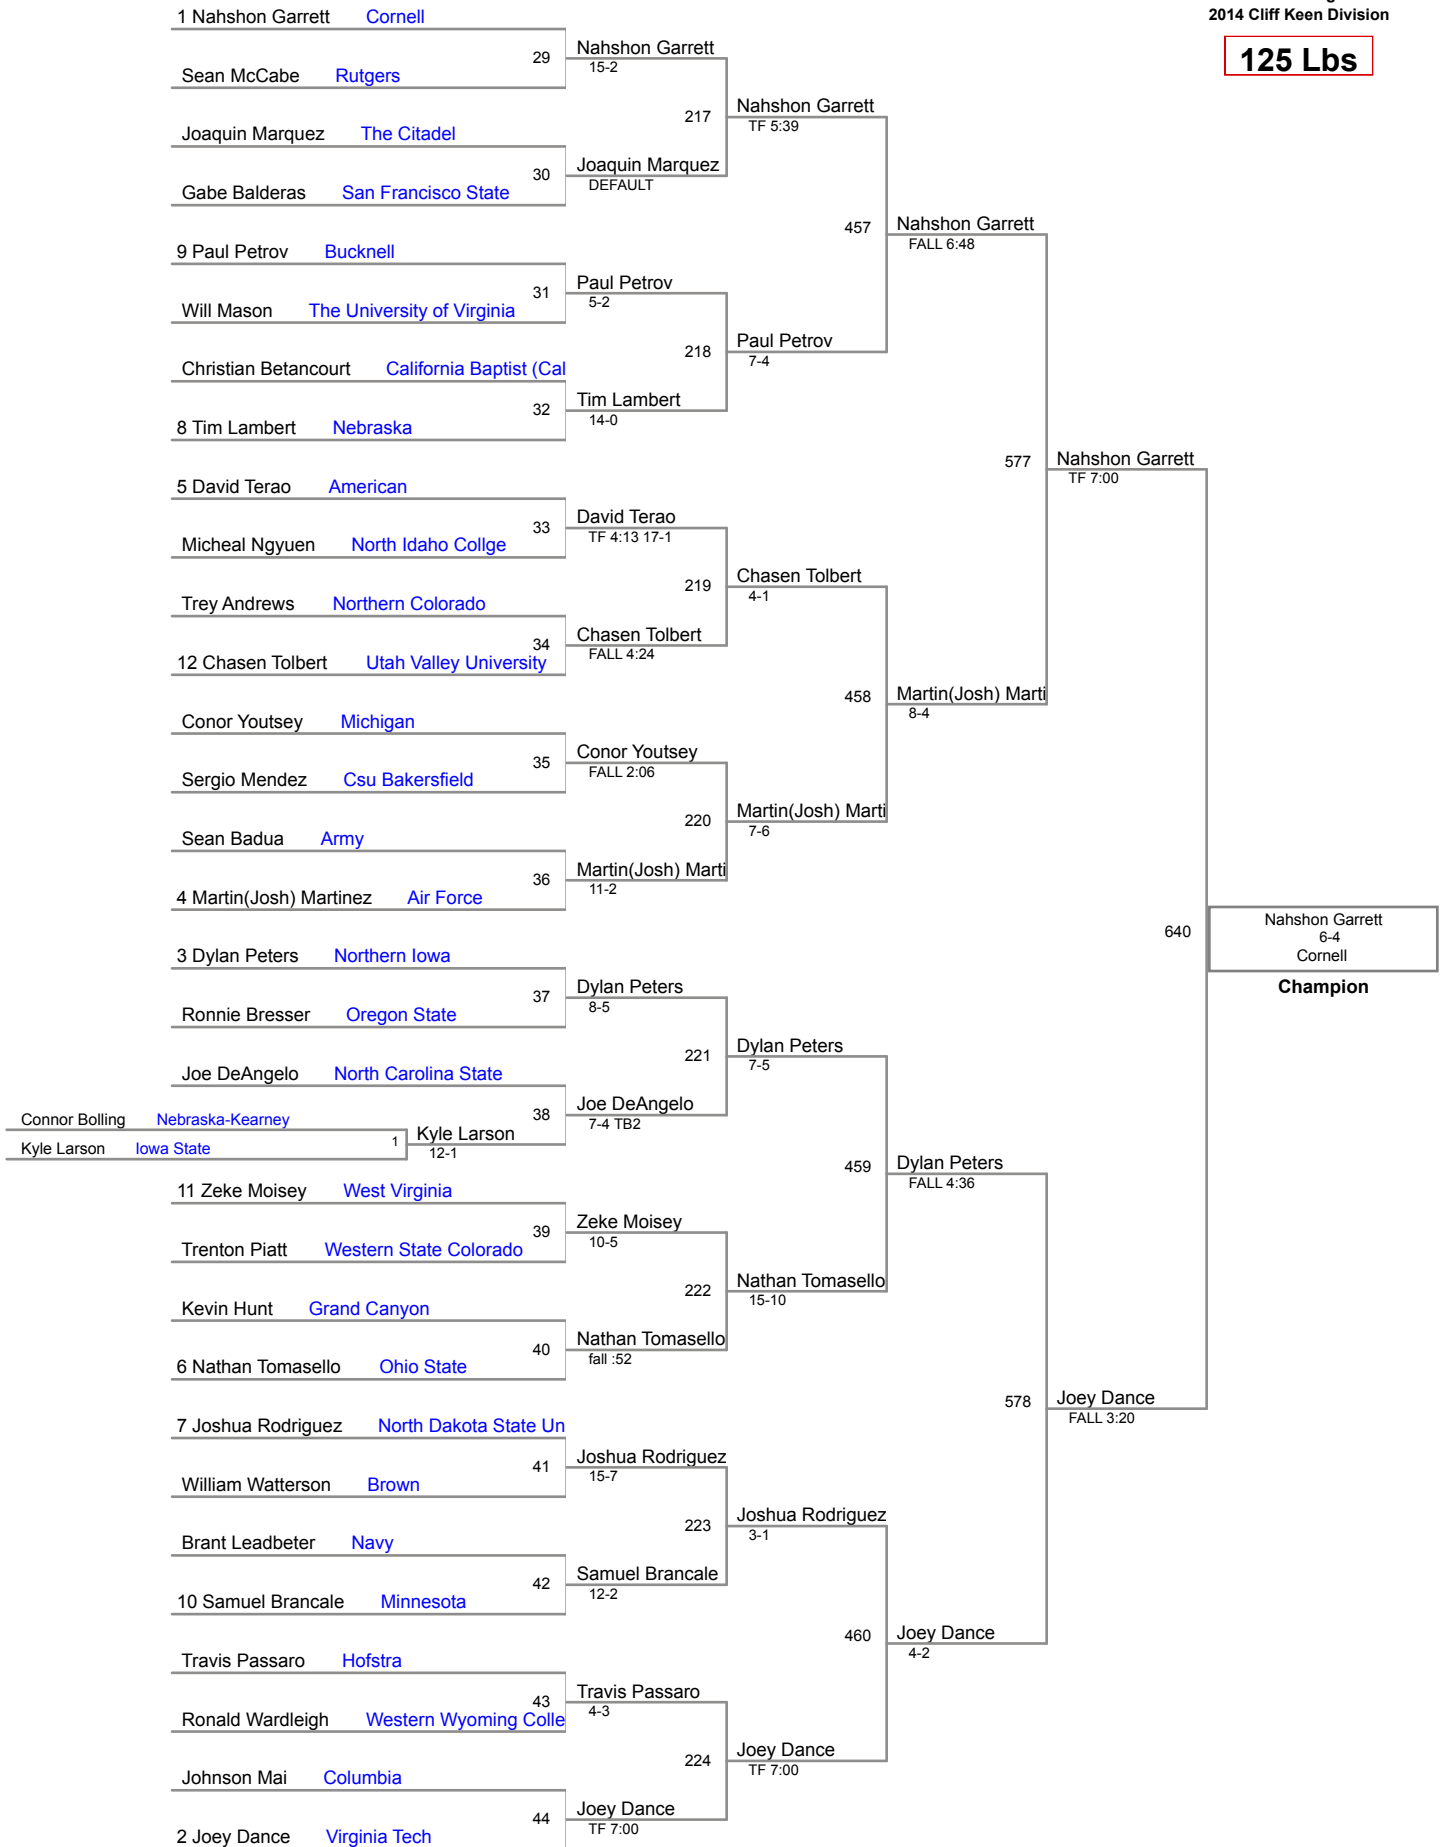 2014 Cliff Keen Division
125 Lbs
1 Nahshon Garrett Cornell
29
Sean McCabe Rutgers
Nahshon Garrett
15-2
217
Joaquin Marquez The Citadel
30
Gabe Balderas San Francisco State
Joaquin Marquez
DEFAULT
Nahshon Garrett
TF 5:39
457
9 Paul Petrov Bucknell
31
Will Mason The University of Virginia
Paul Petrov
5-2
218
Christian Betancourt California Baptist (Cal
32
8 Tim Lambert Nebraska
Tim Lambert
14-0
Paul Petrov
7-4
Nahshon Garrett
FALL 6:48
577
5 David Terao American
33
Micheal Ngyuen North Idaho Collge
David Terao
TF 4:13 17-1
219
Trey Andrews Northern Colorado
34
12 Chasen Tolbert Utah Valley University
Chasen Tolbert
FALL 4:24
Chasen Tolbert
4-1
458
Conor Youtsey Michigan
35
Sergio Mendez Csu Bakersfield
Conor Youtsey
FALL 2:06
220
Sean Badua Army
36
4 Martin(Josh) Martinez Air Force
Martin(Josh) Marti
11-2
Martin(Josh) Marti
7-6
Martin(Josh) Marti
8-4
Nahshon Garrett
TF 7:00
640
Nahshon Garrett
6-4
Cornell
Champion
3 Dylan Peters Northern Iowa
37
Ronnie Bresser Oregon State
Dylan Peters
8-5
221
Joe DeAngelo North Carolina State
38
Connor Bolling Nebraska-Kearney
1
Kyle Larson Iowa State
Kyle Larson
12-1
Joe DeAngelo
7-4 TB2
Dylan Peters
7-5
459
11 Zeke Moisey West Virginia
39
Trenton Piatt Western State Colorado
Zeke Moisey
10-5
222
Kevin Hunt Grand Canyon
40
6 Nathan Tomasello Ohio State
Nathan Tomasello
fall :52
Nathan Tomasello
15-10
Dylan Peters
FALL 4:36
578
7 Joshua Rodriguez North Dakota State Un
41
William Watterson Brown
Joshua Rodriguez
15-7
223
Brant Leadbeter Navy
42
10 Samuel Brancale Minnesota
Samuel Brancale
12-2
Joshua Rodriguez
3-1
460
Travis Passaro Hofstra
43
Ronald Wardleigh Western Wyoming Colle
Travis Passaro
4-3
224
Johnson Mai Columbia
44
2 Joey Dance Virginia Tech
Joey Dance
TF 7:00
Joey Dance
TF 7:00
Joey Dance
4-2
Joey Dance
FALL 3:20